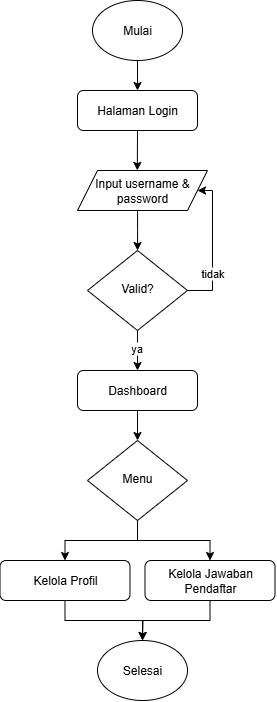 Mulai
Halaman Login
Input username &
password
Valid?
tidak
ya
Dashboard
Menu
Kelola Profil
Kelola Jawaban
Pendaftar
Selesai